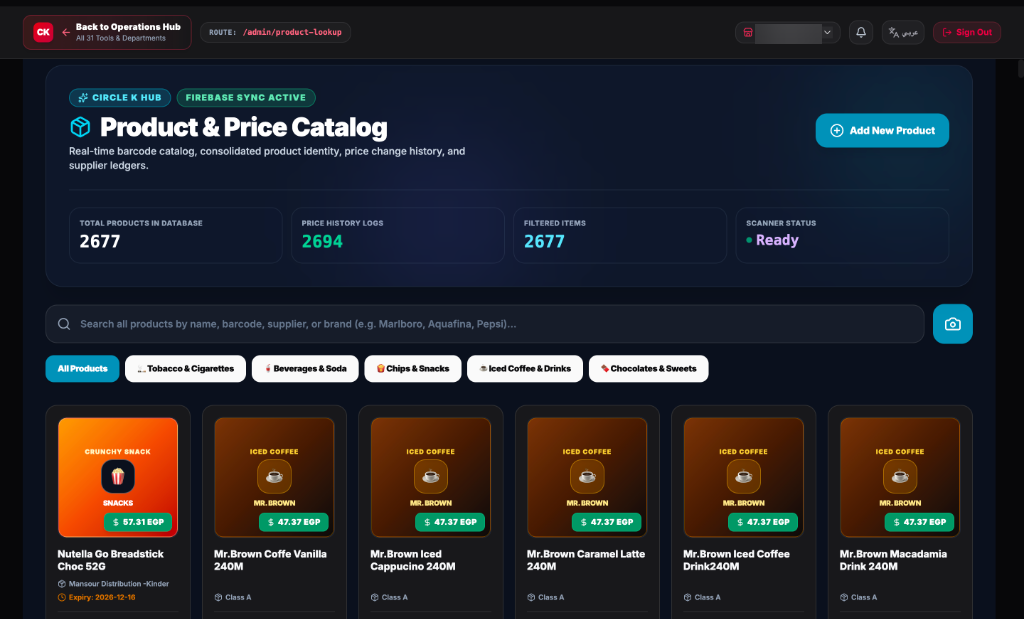 CK
Back to Operations Hub
All 31 Tools & Departments
ROUTE: /admin/product-lookup
عربي
Sign Out
CIRCLE K HUB
FIREBASE SYNC ACTIVE
Product & Price Catalog
Real-time barcode catalog, consolidated product identity, price change history, and
supplier ledgers.
Add New Product
TOTAL PRODUCTS IN DATABASE
2677
PRICE HISTORY LOGS
2694
FILTERED ITEMS
2677
SCANNER STATUS
Ready
Search all products by name, barcode, supplier, or brand (e.g. Marlboro, Aquafina, Pepsi)...
All Products
Tobacco & Cigarettes
Beverages & Soda
Chips & Snacks
Iced Coffee & Drinks
Chocolates & Sweets
CRUNCHY SNACK
SNACKS
$ 57.31 EGP
Nutella Go Breadstick
Choc 52G
Mansour Distribution -Kinder
Expiry: 2026-12-16
ICED COFFEE
MR. BROWN
$ 47.37 EGP
Mr.Brown Coffe Vanilla
240M
Class A
ICED COFFEE
MR. BROWN
$ 47.37 EGP
Mr.Brown Iced
Cappucino 240M
Class A
ICED COFFEE
MR. BROWN
$ 47.37 EGP
Mr.Brown Caramel Latte
240M
Class A
ICED COFFEE
MR. BROWN
$ 47.37 EGP
Mr.Brown Iced Coffee
Drink240M
Class A
ICED COFFEE
MR. BROWN
$ 47.37 EGP
Mr.Brown Macadamia
Drink 240M
Class A